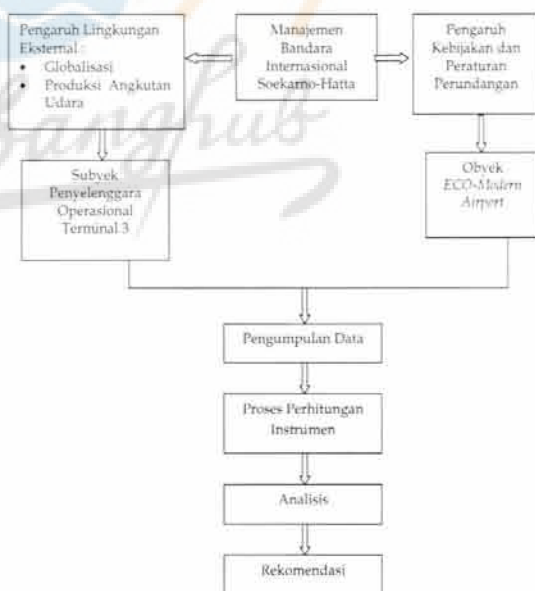 Pengaruh Lingkungan
Eksternal :
• Globalisasi
• Produksi Angkutan
Udara
Manajemen
Bandara
Internasional
Soekarno-Hatta
Pengaruh
Kebijakan dan
Peraturan
Perundangan
Subyek
Penyelenggara
Operasional
Terminal 3
Obyek
ECO-Modern
Airport
Pengumpulan Data
Proses Perhitungan
Instrumen
Analisis
Rekomendasi